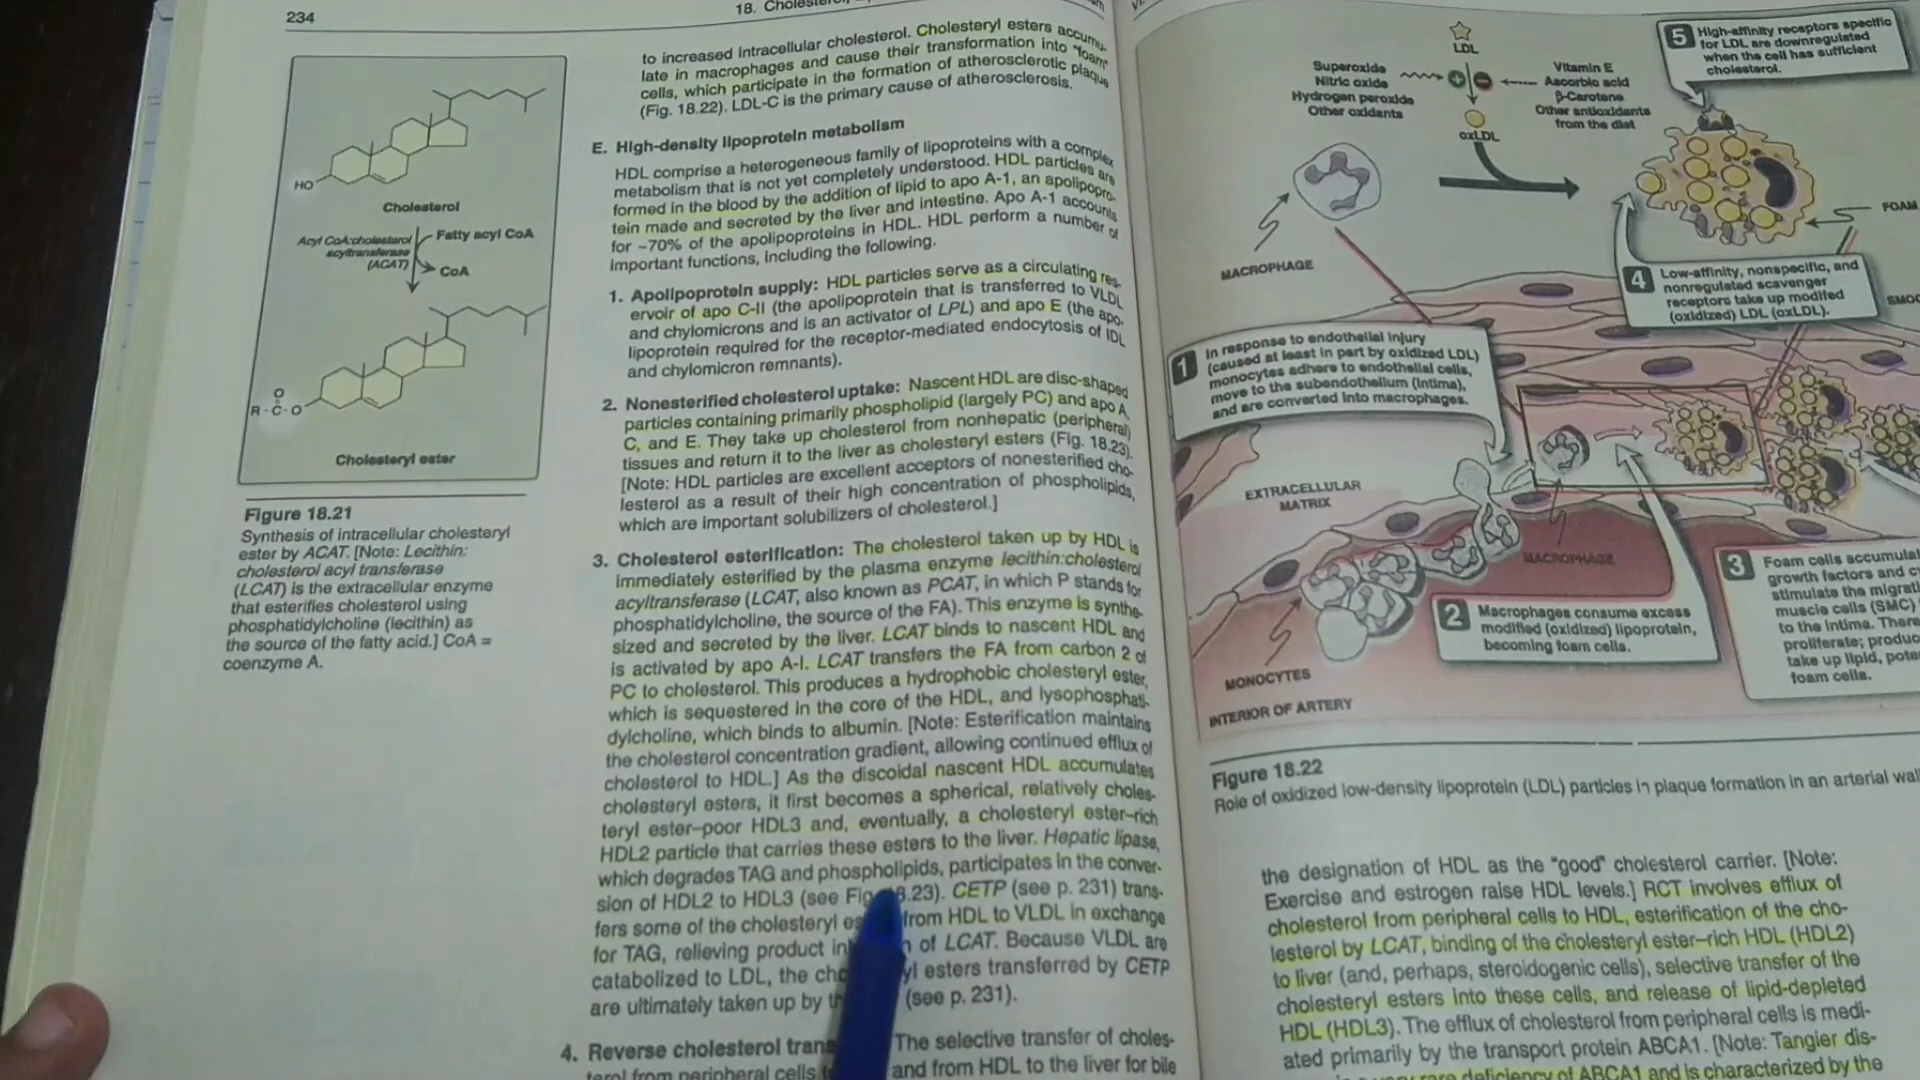 234
18.
Cholesterol
Acyl CoA:cholesterol
acyltransferase
(ACAT)
Fatty acyl CoA
CoA
HO
R-C-O
O
Cholesteryl ester
Figure 18.21
Synthesis of intracellular cholesteryl
ester by ACAT. [Note: Lecithin:
cholesterol acyl transferase
(LCAT) is the extracellular enzyme
that esterifies cholesterol using
phosphatidylcholine (lecithin) as
the source of the fatty acid.] CoA =
coenzyme A.
to increased intracellular cholesterol. Cholesteryl esters accumu-
late in macrophages and cause their transformation into "foam"
cells, which participate in the formation of atherosclerotic plaque
(Fig. 18.22). LDL-C is the primary cause of atherosclerosis.
E. High-density lipoprotein metabolism
HDL comprise a heterogeneous family of lipoproteins with a complex
metabolism that is not yet completely understood. HDL particles are
formed in the blood by the addition of lipid to apo A-1, an apolipopro-
tein made and secreted by the liver and intestine. Apo A-1 accounts
for ~70% of the apolipoproteins in HDL. HDL perform a number of
important functions, including the following.
1. Apolipoprotein supply: HDL particles serve as a circulating res-
ervoir of apo C-II (the apolipoprotein that is transferred to VLDL
and chylomicrons and is an activator of LPL) and apo E (the apo-
lipoprotein required for the receptor-mediated endocytosis of IDL
and chylomicron remnants).
2. Nonesterified cholesterol uptake: Nascent HDL are disc-shaped
particles containing primarily phospholipid (largely PC) and apo A,
C, and E. They take up cholesterol from nonhepatic (peripheral)
tissues and return it to the liver as cholesteryl esters (Fig. 18.23).
[Note: HDL particles are excellent acceptors of nonesterified cho-
lesterol as a result of their high concentration of phospholipids,
which are important solubilizers of cholesterol.]
3. Cholesterol esterification: The cholesterol taken up by HDL is
immediately esterified by the plasma enzyme lecithin:cholesterol
acyltransferase (LCAT, also known as PCAT, in which P stands for
phosphatidylcholine, the source of the FA). This enzyme is synthe-
sized and secreted by the liver. LCAT binds to nascent HDL and
is activated by apo A-I. LCAT transfers the FA from carbon 2 of
PC to cholesterol. This produces a hydrophobic cholesteryl ester,
which is sequestered in the core of the HDL, and lysophosphati-
dylcholine, which binds to albumin. [Note: Esterification maintains
the cholesterol concentration gradient, allowing continued efflux of
cholesterol to HDL.] As the discoidal nascent HDL accumulates
cholesteryl esters, it first becomes a spherical, relatively choles-
teryl ester–poor HDL3 and, eventually, a cholesteryl ester–rich
HDL2 particle that carries these esters to the liver. Hepatic lipase,
which degrades TAG and phospholipids, participates in the conver-
sion of HDL2 to HDL3 (see Fig 8.23). CETP (see p. 231) trans-
fers some of the cholesteryl es from HDL to VLDL in exchange
for TAG, relieving product in n of LCAT. Because VLDL are
catabolized to LDL, the cho yl esters transferred by CETP
are ultimately taken up by th (see p. 231).
4. Reverse cholesterol tran The selective transfer of choles-
terol from peripheral cells and from HDL to the liver for bile
LDL
Superoxide
Nitric oxide
Hydrogen peroxide
Other oxidants
+
−
Vitamin E
Ascorbic acid
β-Carotene
Other antioxidants
from the diet
oxLDL
5 High-affinity receptors specific
for LDL are downregulated
when the cell has sufficient
cholesterol.
MACROPHAGE
FOAM
4 Low-affinity, nonspecific, and
nonregulated scavenger
receptors take up modified
(oxidized) LDL (oxLDL).
SMOO
1 In response to endothelial injury
(caused at least in part by oxidized LDL)
monocytes adhere to endothelial cells,
move to the subendothelium (intima),
and are converted into macrophages.
EXTRACELLULAR
MATRIX
MACROPHAGE
2 Macrophages consume excess
modified (oxidized) lipoprotein,
becoming foam cells.
3 Foam cells accumulat
growth factors and c
stimulate the migrati
muscle cells (SMC)
to the intima. There
proliferate; produc
take up lipid, pote
foam cells.
MONOCYTES
INTERIOR OF ARTERY
Figure 18.22
Role of oxidized low-density lipoprotein (LDL) particles in plaque formation in an arterial wal
the designation of HDL as the "good" cholesterol carrier. [Note:
Exercise and estrogen raise HDL levels.] RCT involves efflux of
cholesterol from peripheral cells to HDL, esterification of the cho-
lesterol by LCAT, binding of the cholesteryl ester–rich HDL (HDL2)
to liver (and, perhaps, steroidogenic cells), selective transfer of the
cholesteryl esters into these cells, and release of lipid-depleted
HDL (HDL3). The efflux of cholesterol from peripheral cells is medi-
ated primarily by the transport protein ABCA1. [Note: Tangier dis-
rare deficiency of ABCA1 and is characterized by the